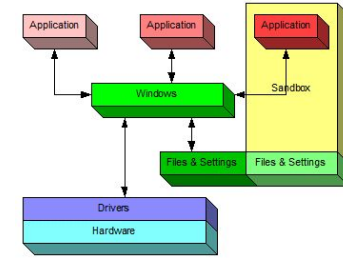 Application
Application
Application
Sandbox
Windows
Files & Settings
Files & Settings
Drivers
Hardware